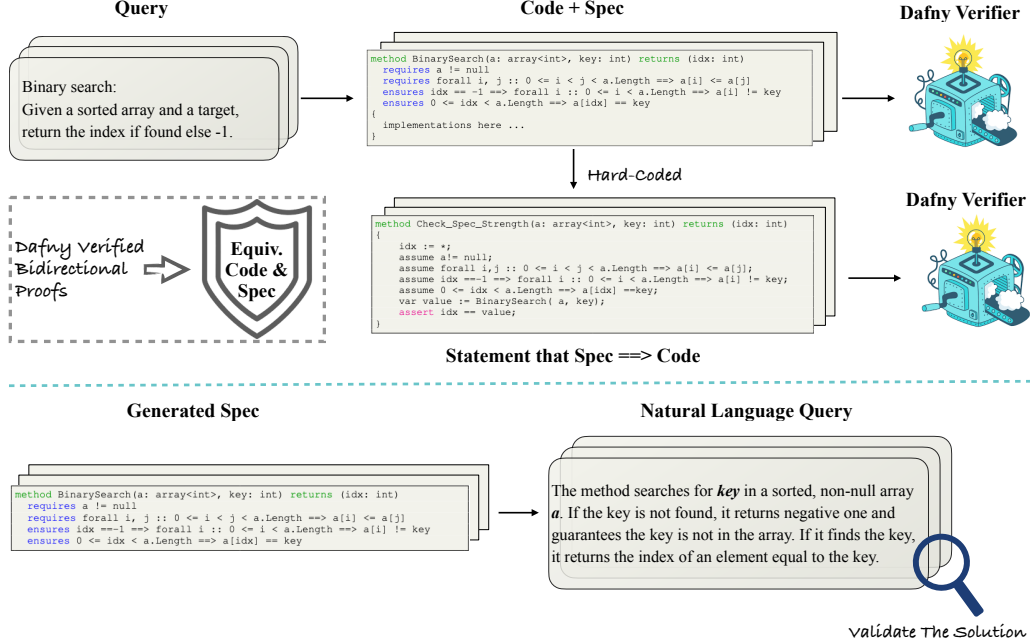 Query
Code + Spec
Dafny Verifier
Binary search:
Given a sorted array and a target,
return the index if found else -1.
method BinarySearch(a: array<int>, key: int) returns (idx: int)
requires a != null
requires forall i, j :: 0 <= i < j < a.Length ==> a[i] <= a[j]
ensures idx == -1 ==> forall i :: 0 <= i < a.Length ==> a[i] != key
ensures 0 <= idx < a.Length ==> a[idx] == key
{
implementations here ...
}
Hard-Coded
Dafny Verified
Bidirectional
Proofs
Equiv.
Code &
Spec
method Check_Spec_Strength(a: array<int>, key: int) returns (idx: int)
{
idx := *;
assume a!= null;
assume forall i,j :: 0 <= i < j < a.Length ==> a[i] <= a[j];
assume idx ==-1 ==> forall i :: 0 <= i < a.Length ==> a[i] != key;
assume 0 <= idx < a.Length ==> a[idx] ==key;
var value := BinarySearch( a, key);
assert idx == value;
}
Dafny Verifier
Statement that Spec ==> Code
Generated Spec
Natural Language Query
method BinarySearch(a: array<int>, key: int) returns (idx: int)
requires a != null
requires forall i, j :: 0 <= i < j < a.Length ==> a[i] <= a[j]
ensures idx ==-1 ==> forall i :: 0 <= i < a.Length ==> a[i] != key
ensures 0 <= idx < a.Length ==> a[idx] == key
The method searches for key in a sorted, non-null array
a. If the key is not found, it returns negative one and
guarantees the key is not in the array. If it finds the key,
it returns the index of an element equal to the key.
Validate The Solution